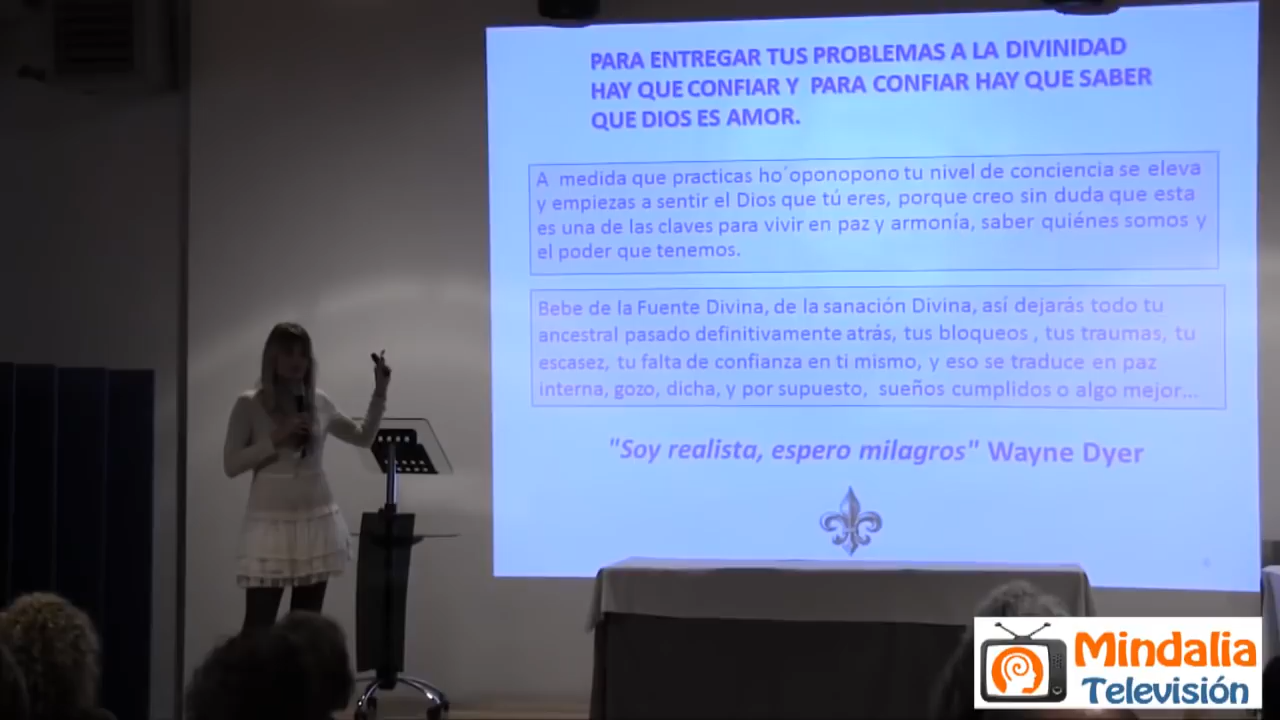 PARA ENTREGAR TUS PROBLEMAS A LA DIVINIDAD
HAY QUE CONFIAR Y PARA CONFIAR HAY QUE SABER
QUE DIOS ES AMOR.
A medida que practicas ho´oponopono tu nivel de conciencia se eleva
y empiezas a sentir el Dios que tú eres, porque creo sin duda que esta
es una de las claves para vivir en paz y armonía, saber quiénes somos y
el poder que tenemos.
Bebe de la Fuente Divina, de la sanación Divina, así dejarás todo tu
ancestral pasado definitivamente atrás, tus bloqueos , tus traumas, tu
escasez, tu falta de confianza en ti mismo, y eso se traduce en paz
interna, gozo, dicha, y por supuesto, sueños cumplidos o algo mejor...
"Soy realista, espero milagros" Wayne Dyer
Mindalia
Televisión